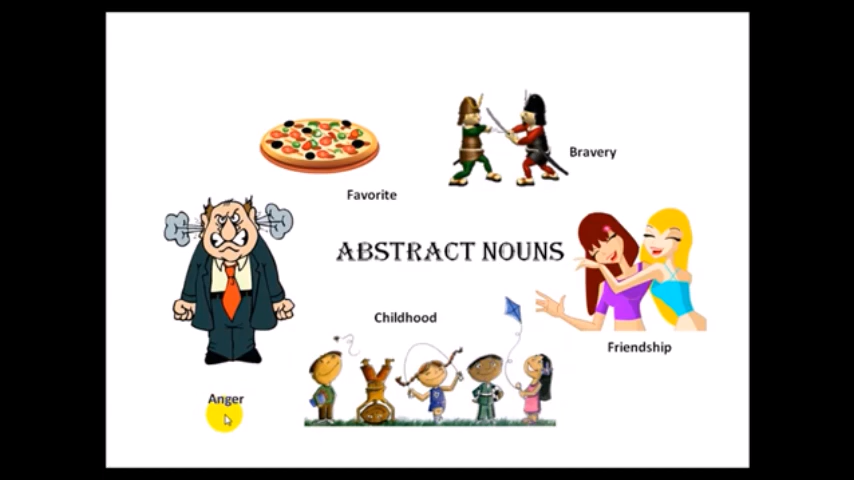 Bravery
Favorite
ABSTRACT NOUNS
Childhood
Friendship
Anger